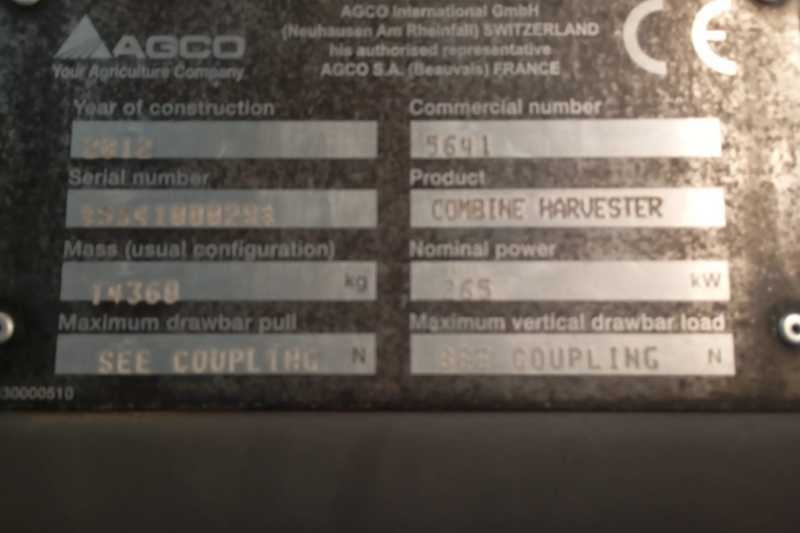 AGCO
Your Agriculture Company
AGCO International GmbH
(Neuhausen Am Rheinfall) SWITZERLAND
his authorised representative
AGCO S.A. (Beauvais) FRANCE
CE
Year of construction
2012
Commercial number
5641
Serial number
Product
COMBINE HARVESTER
Mass (usual configuration)
14360 kg
Nominal power
kW
Maximum drawbar pull
SEE COUPLING N
Maximum vertical drawbar load
SEE COUPLING N